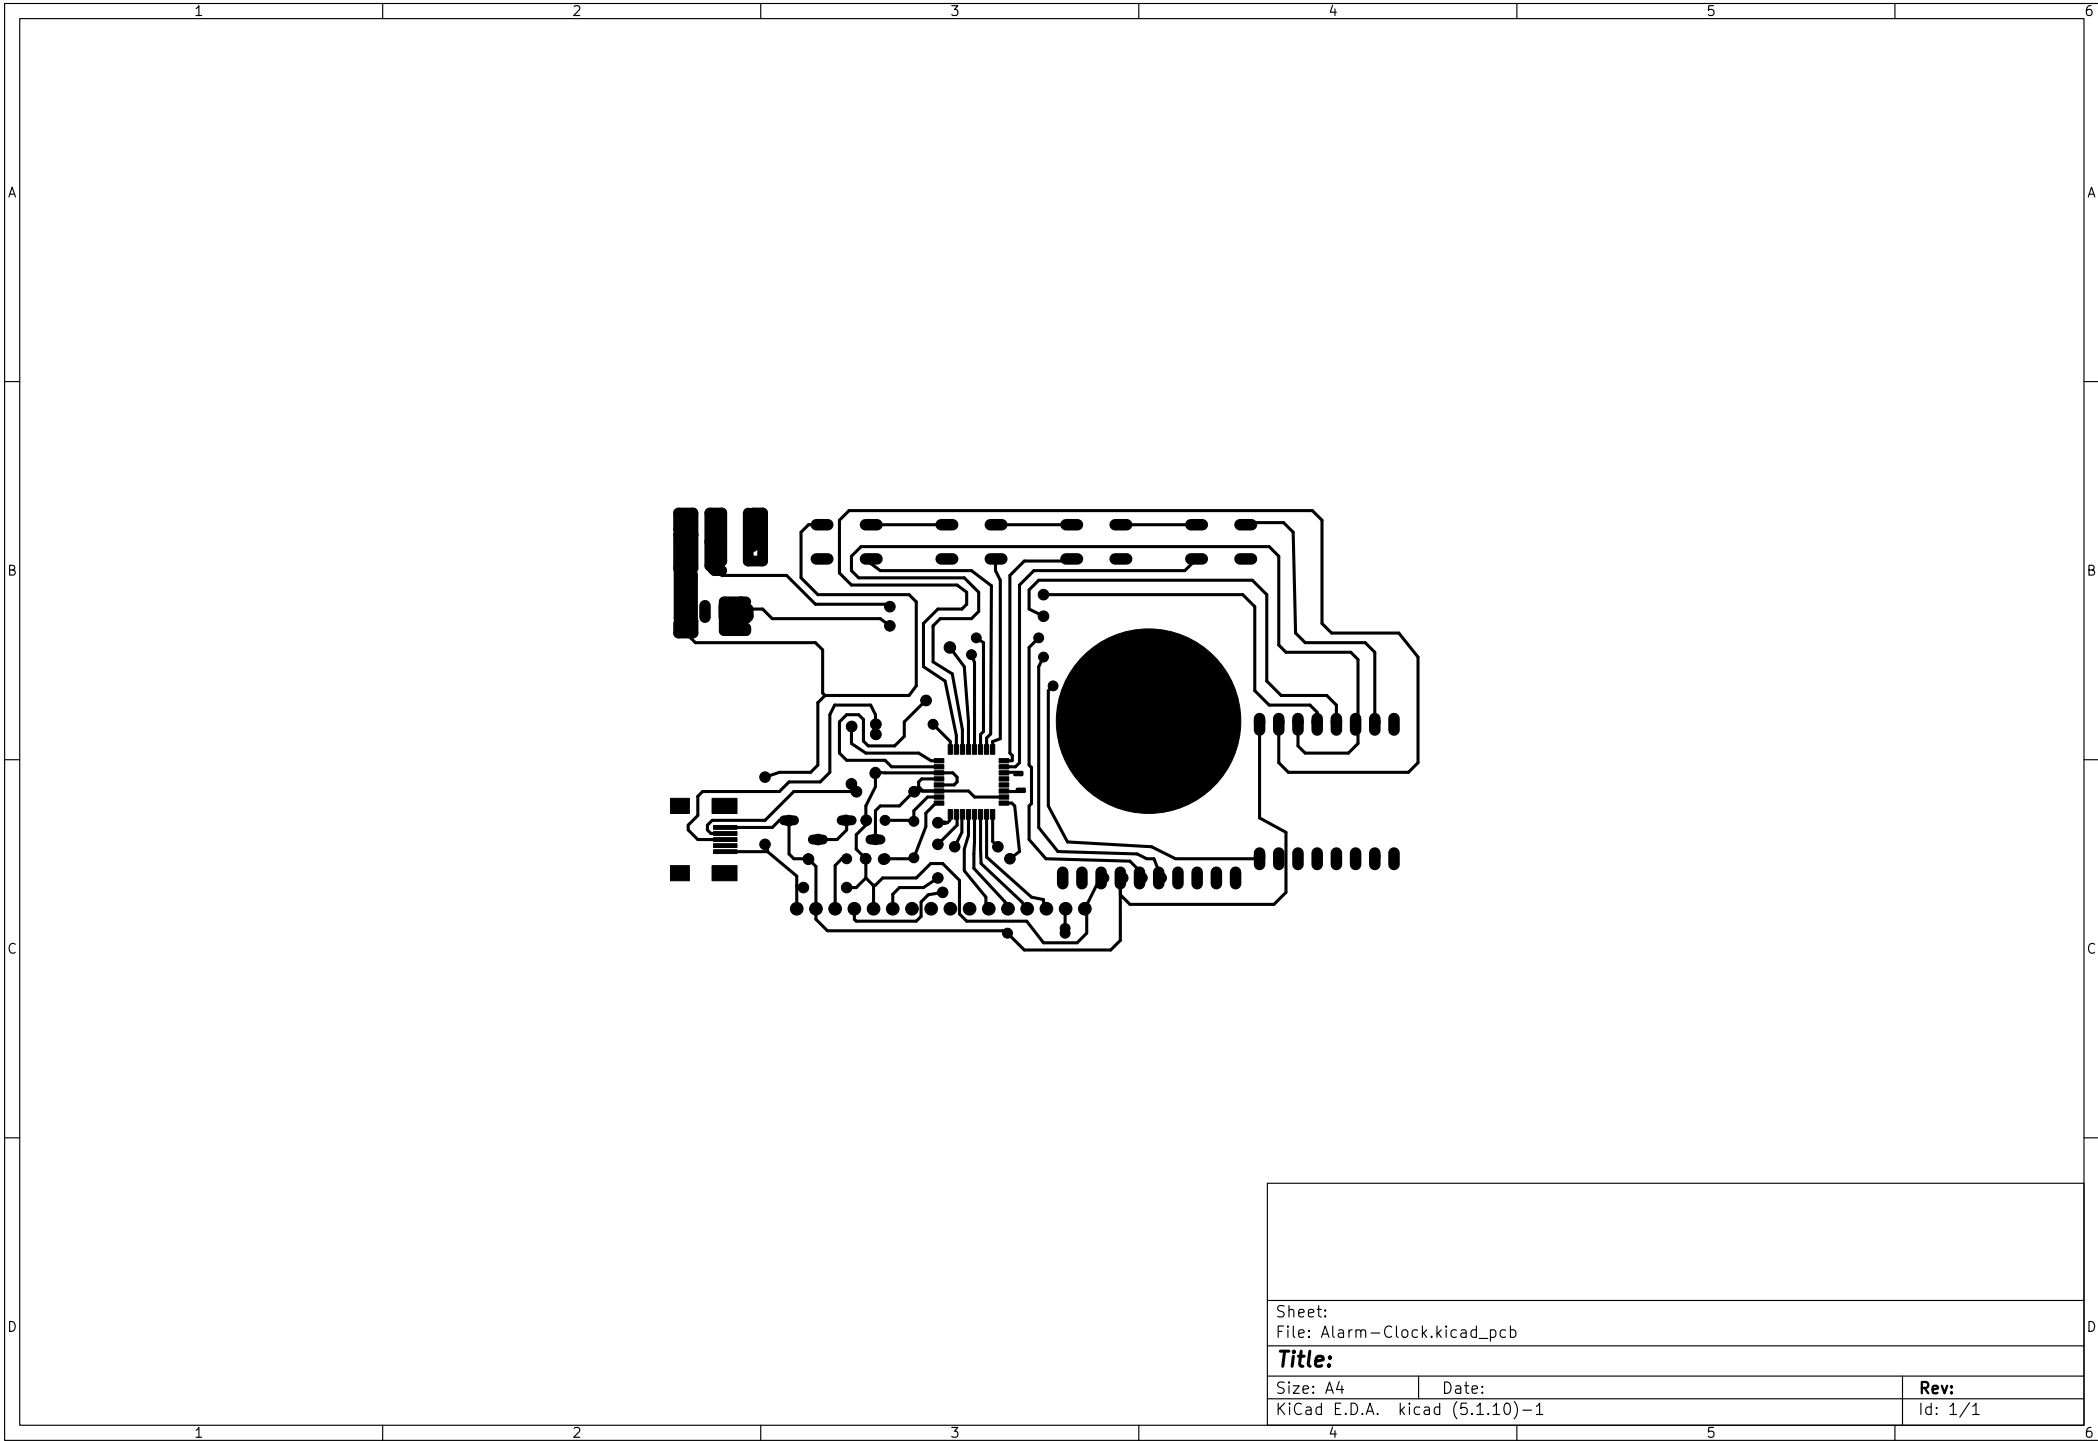 1 2 3 4 5 6
A A
B B
C C
D D
Sheet:
File: Alarm-Clock.kicad_pcb
Title:
Size: A4 Date: Rev:
KiCad E.D.A. kicad (5.1.10)-1 Id: 1/1
1 2 3 4 5 6